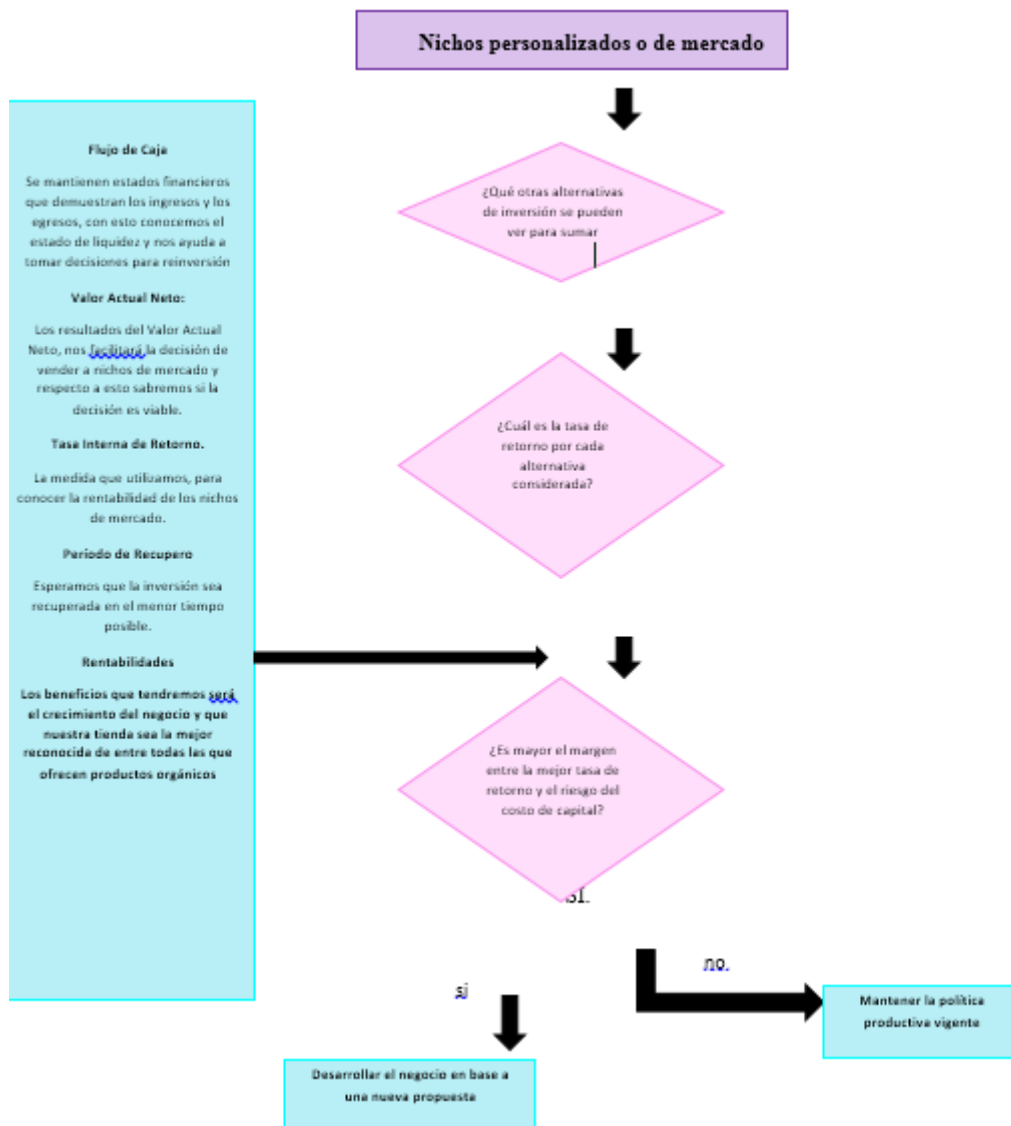 Nichos personalizados o de mercado
Flujo de Caja
Se mantienen estados financieros
que demuestran los ingresos y los
egresos, con esto conocemos el
estado de liquidez y nos ayuda a
tomar decisiones para reinversión
Valor Actual Neto:
Los resultados del Valor Actual
Neto, nos facilitará la decisión de
vender a nichos de mercado y
respecto a esto sabremos si la
decisión es viable.
Tasa Interna de Retorno.
La medida que utilizamos, para
conocer la rentabilidad de los nichos
de mercado.
Período de Recupero
Esperamos que la inversión sea
recuperada en el menor tiempo
posible.
Rentabilidades
Los beneficios que tendremos será
el crecimiento del negocio y que
nuestra tienda sea la mejor
reconocida de entre todas las que
ofrecen productos orgánicos
¿Qué otras alternativas
de inversión se pueden
ver para sumar
¿Cuál es la tasa de
retorno por cada
alternativa
considerada?
¿Es mayor el margen
entre la mejor tasa de
retorno y el riesgo del
costo de capital?
si
no.
Mantener la política
productiva vigente
Desarrollar el negocio en base a
una nueva propuesta